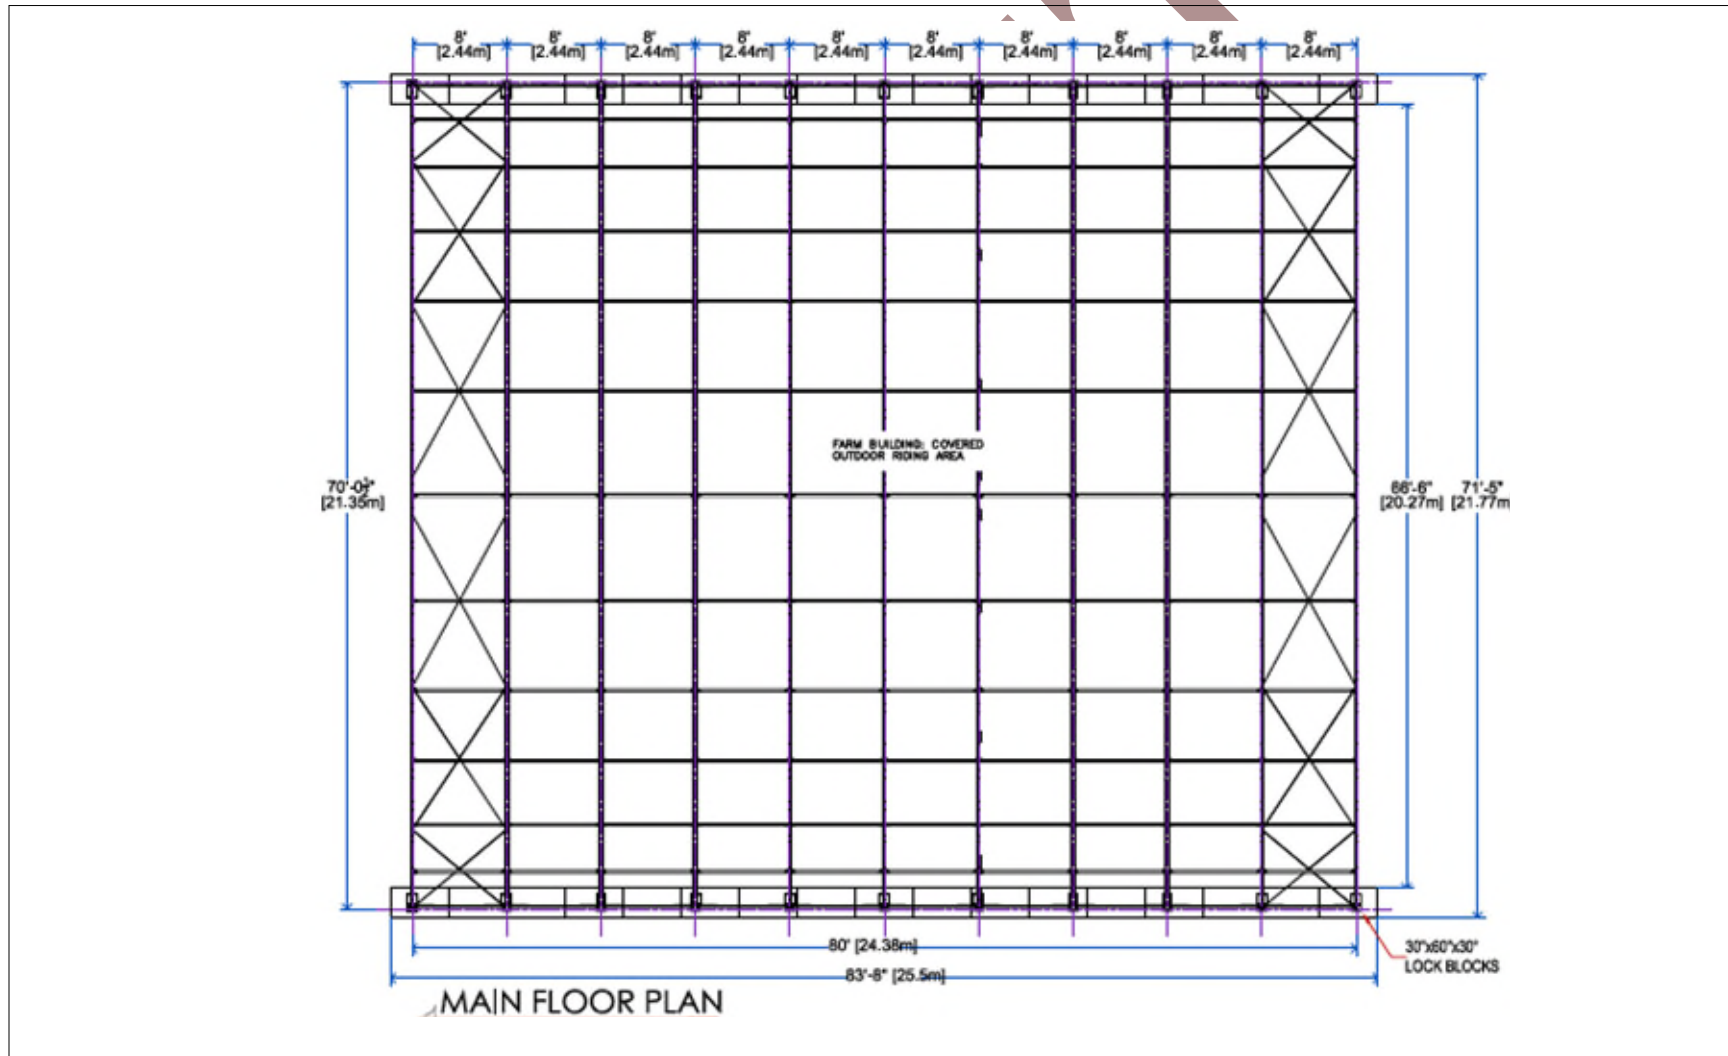 8' 8' 8' 8' 8' 8' 8' 8' 8' 8'
[2.44m] [2.44m] [2.44m] [2.44m] [2.44m] [2.44m] [2.44m] [2.44m] [2.44m] [2.44m]
FARM BUILDING: COVERED
OUTDOOR RIDING AREA
70'-0½"
[21.35m]
66'-6"
[20.27m]
71'-5"
[21.77m
80' [24.38m]
83'-8" [25.5m]
30"x60"x30"
LOCK BLOCKS
MAIN FLOOR PLAN